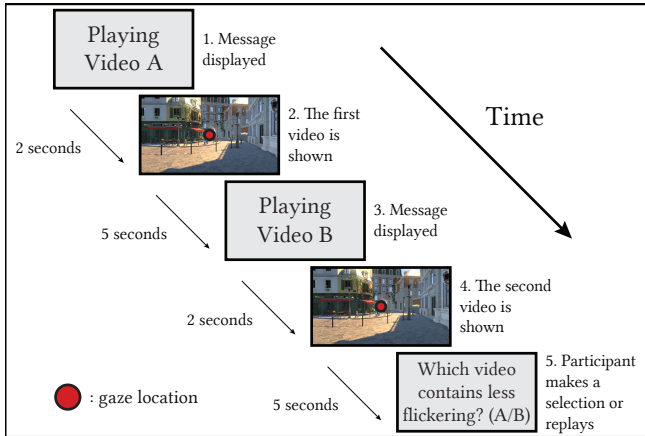 Playing
Video A
1. Message
displayed
2 seconds
2. The first
video is
shown
Time
5 seconds
Playing
Video B
3. Message
displayed
2 seconds
4. The second
video is
shown
5 seconds
Which video
contains less
flickering? (A/B)
5. Participant
makes a
selection or
replays
: gaze location